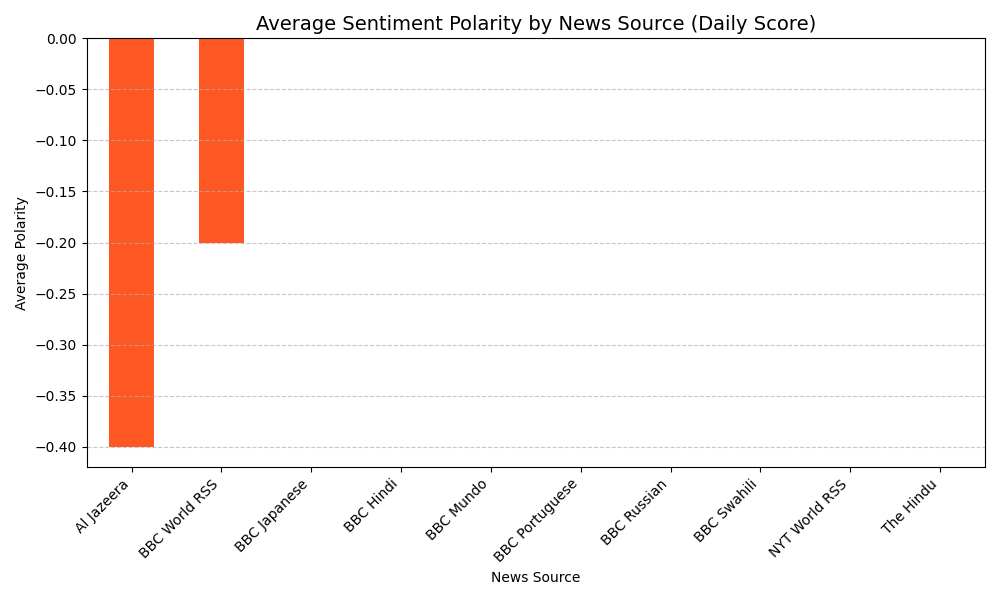 Average Sentiment Polarity by News Source (Daily Score)
Average Polarity
0.00
−0.05
−0.10
−0.15
−0.20
−0.25
−0.30
−0.35
−0.40
Al Jazeera
BBC World RSS
BBC Japanese
BBC Hindi
BBC Mundo
BBC Portuguese
BBC Russian
BBC Swahili
NYT World RSS
The Hindu
News Source